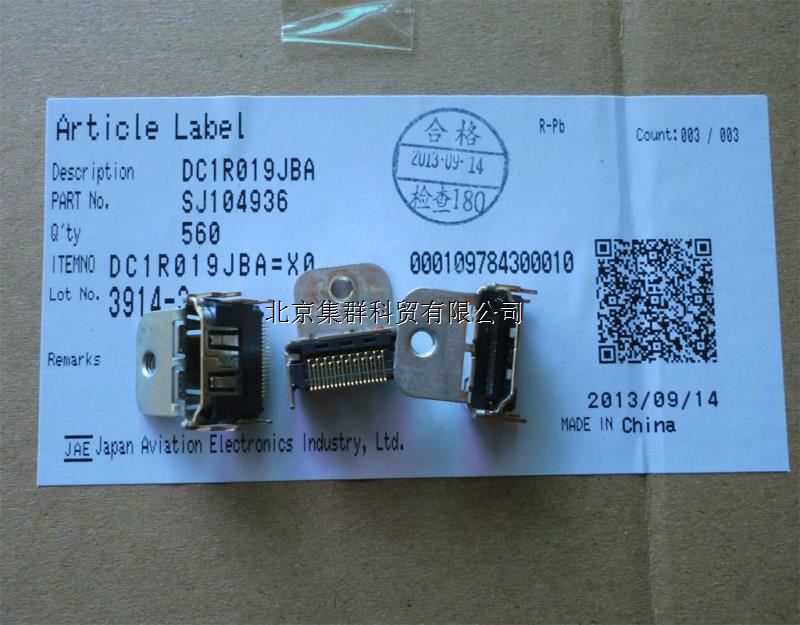 Article Label
合格
2013-09-14
检查180
R-Pb
Count:003 / 003
Description DC1R019JBA
PART No. SJ104936
Q'ty 560
ITEMNO DC1R019JBA=X0
000109784300010
Lot No. 3914-
北京集群科贸有限公司
Remarks
2013/09/14
MADE IN China
JAE Japan Aviation Electronics Industry, Ltd.